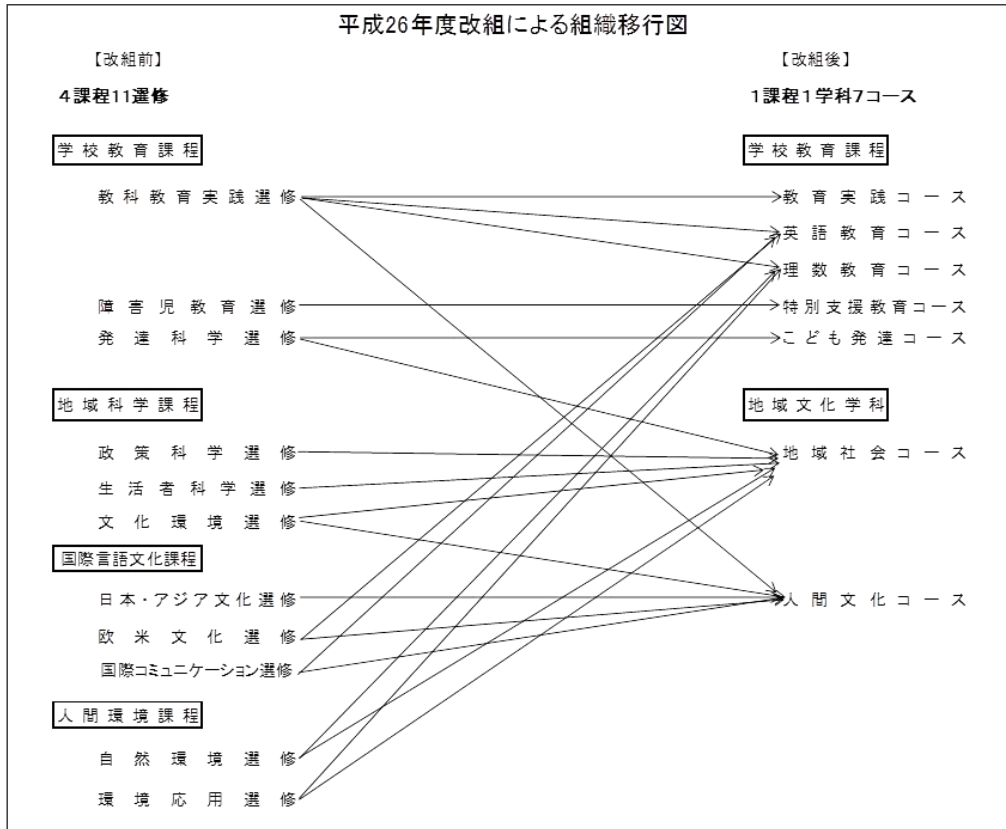 平成26年度改組による組織移行図
【改組前】 【改組後】
4課程11選修 1課程1学科7コース
学校教育課程 学校教育課程
教科教育実践選修 教育実践コース
英語教育コース
理数教育コース
障害児教育選修 特別支援教育コース
発達科学選修 こども発達コース
地域科学課程 地域文化学科
政策科学選修 地域社会コース
生活者科学選修
文化環境選修
国際言語文化課程
日本・アジア文化選修 人間文化コース
欧米文化選修
国際コミュニケーション選修
人間環境課程
自然環境選修
環境応用選修